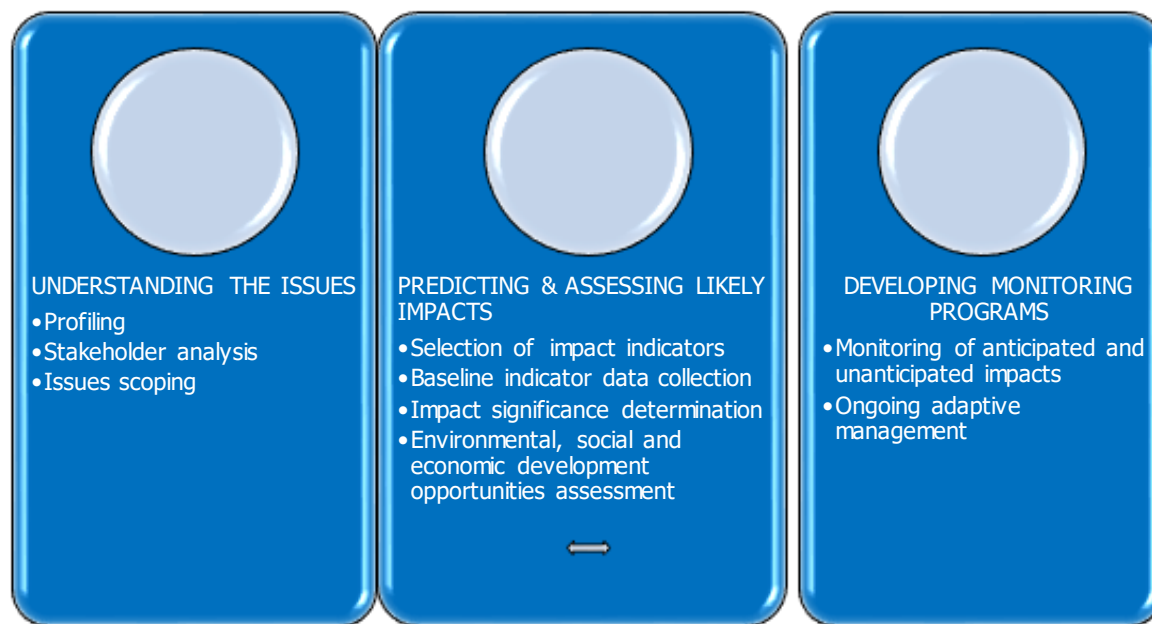 UNDERSTANDING THE ISSUES
•Profiling
•Stakeholder analysis
•Issues scoping
PREDICTING & ASSESSING LIKELY
IMPACTS
•Selection of impact indicators
•Baseline indicator data collection
•Impact significance determination
•Environmental, social and
economic development
opportunities assessment
DEVELOPING MONITORING
PROGRAMS
•Monitoring of anticipated and
unanticipated impacts
•Ongoing adaptive
management